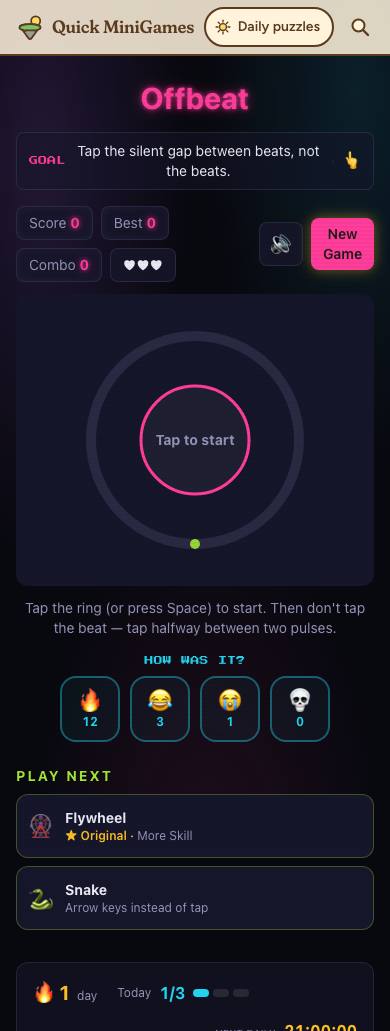 Quick MiniGames
Daily puzzles
Offbeat
GOAL
Tap the silent gap between beats, not
the beats.
Score 0
Best 0
Combo 0
New
Game
Tap to start
Tap the ring (or press Space) to start. Then don't tap
the beat — tap halfway between two pulses.
HOW WAS IT?
12
3
1
0
PLAY NEXT
Flywheel
Original · More Skill
Snake
Arrow keys instead of tap
1 day
Today 1/3
21:00:00